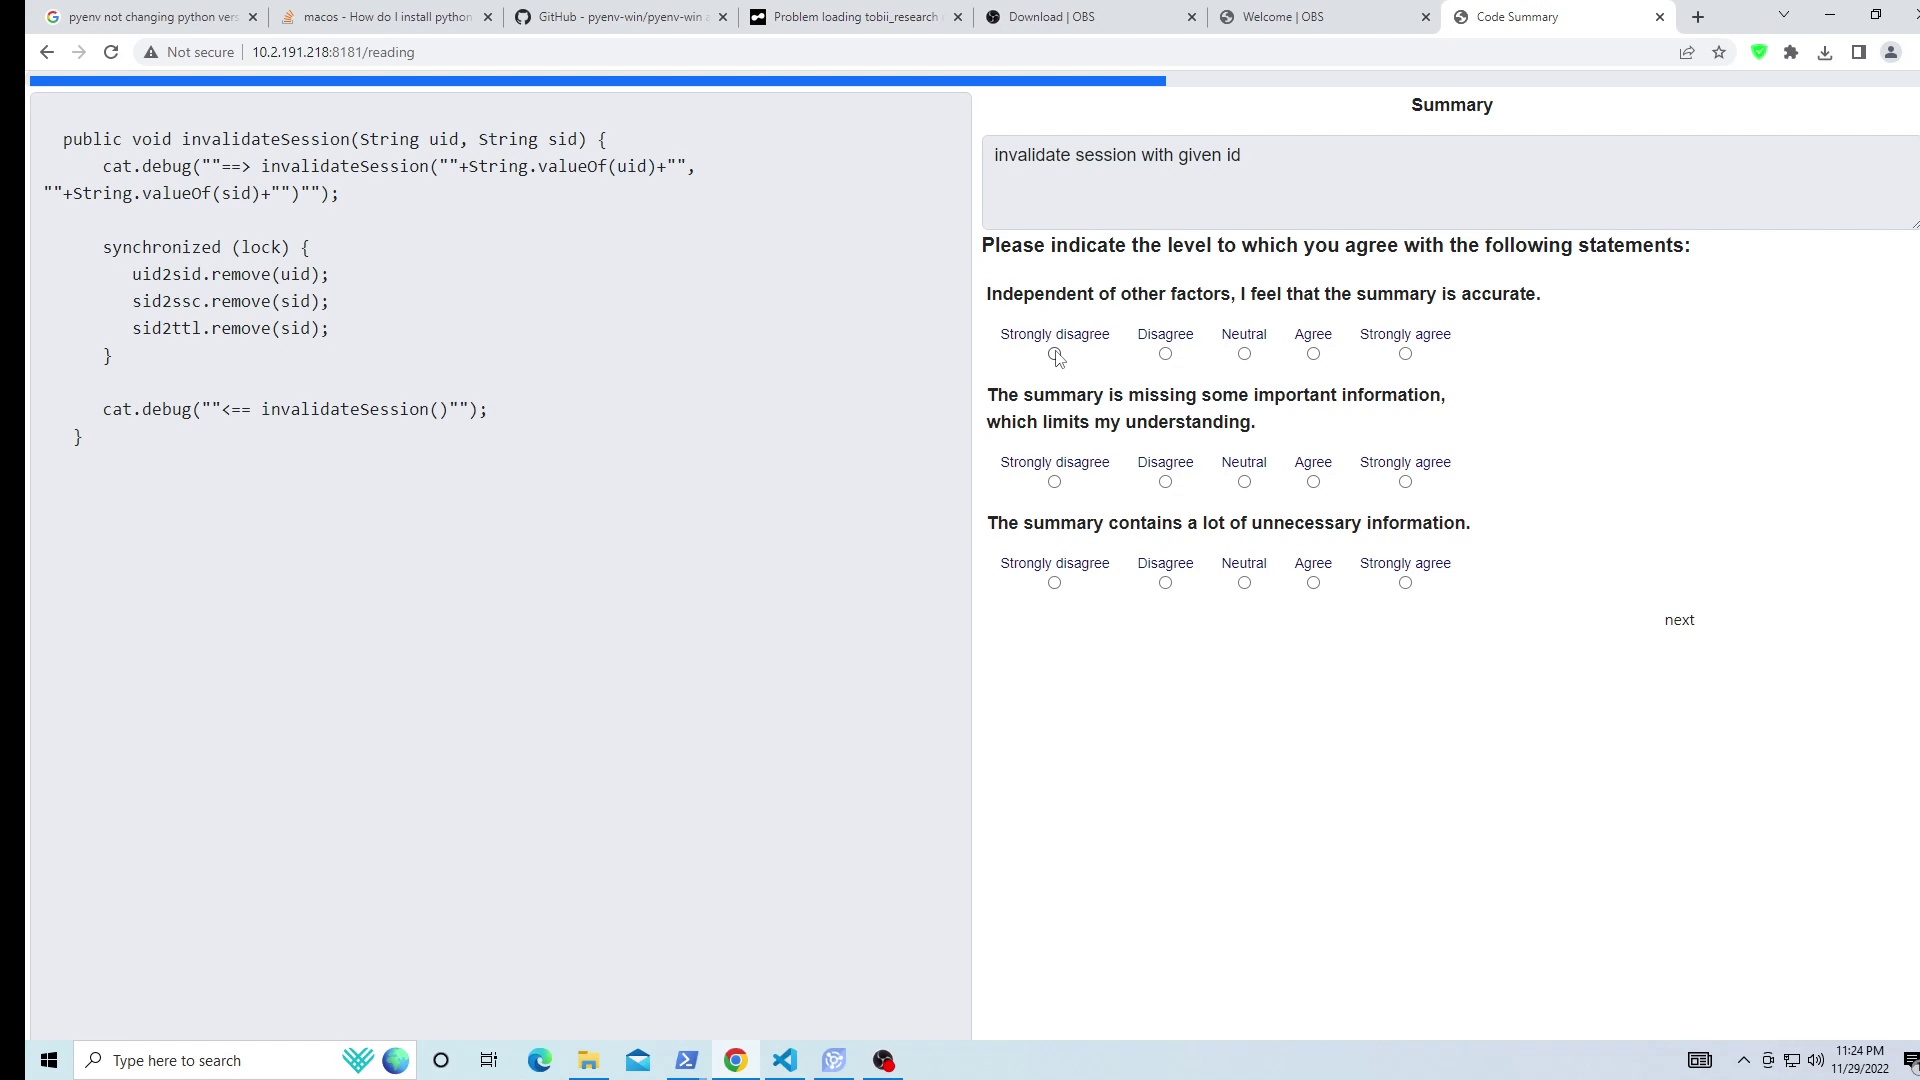 pyenv not changing python vers
macos - How do I install python
GitHub - pyenv-win/pyenv-win a
Problem loading tobii_research
Download | OBS
Welcome | OBS
Code Summary
Not secure
10.2.191.218:8181/reading
public void invalidateSession(String uid, String sid) {
cat.debug(""==> invalidateSession(""+String.valueOf(uid)+"",
""+String.valueOf(sid)+"")"");
synchronized (lock) {
uid2sid.remove(uid);
sid2ssc.remove(sid);
sid2ttl.remove(sid);
}
cat.debug(""<== invalidateSession()"");
}
Summary
invalidate session with given id
Please indicate the level to which you agree with the following statements:
Independent of other factors, I feel that the summary is accurate.
Strongly disagree Disagree Neutral Agree Strongly agree
The summary is missing some important information,
which limits my understanding.
Strongly disagree Disagree Neutral Agree Strongly agree
The summary contains a lot of unnecessary information.
Strongly disagree Disagree Neutral Agree Strongly agree
next
Type here to search
11:24 PM
11/29/2022